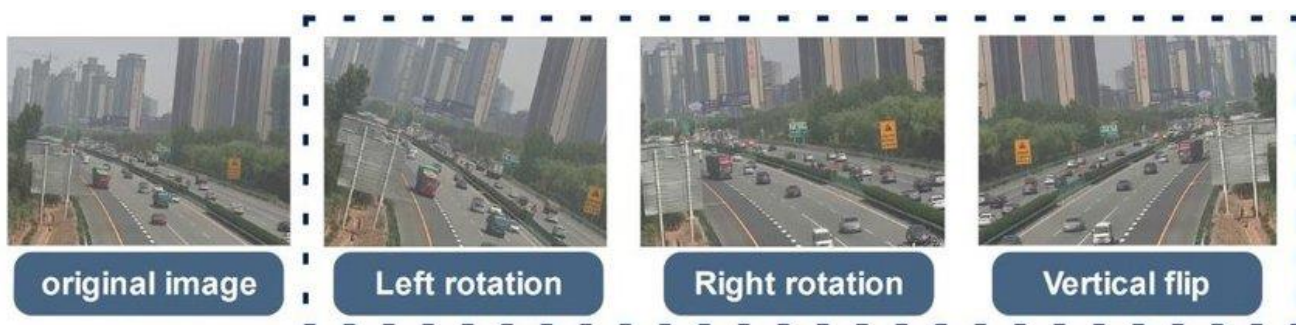 original image
Left rotation
Right rotation
Vertical flip